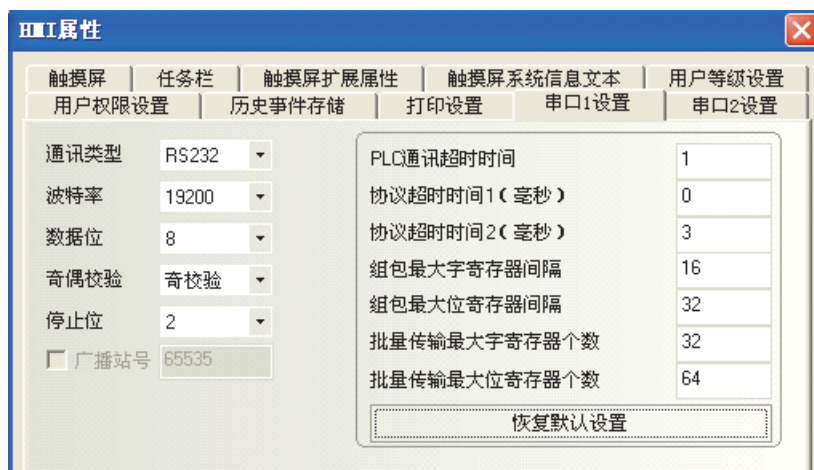 HMI属性
触摸屏 任务栏 触摸屏扩展属性 触摸屏系统信息文本 用户等级设置
用户权限设置 历史事件存储 打印设置 串口1设置 串口2设置
通讯类型 RS232
波特率 19200
数据位 8
奇偶校验 奇校验
停止位 2
广播站号 65535
PLC通讯超时时间 1
协议超时时间1(毫秒) 0
协议超时时间2(毫秒) 3
组包最大字寄存器间隔 16
组包最大位寄存器间隔 32
批量传输最大字寄存器个数 32
批量传输最大位寄存器个数 64
恢复默认设置